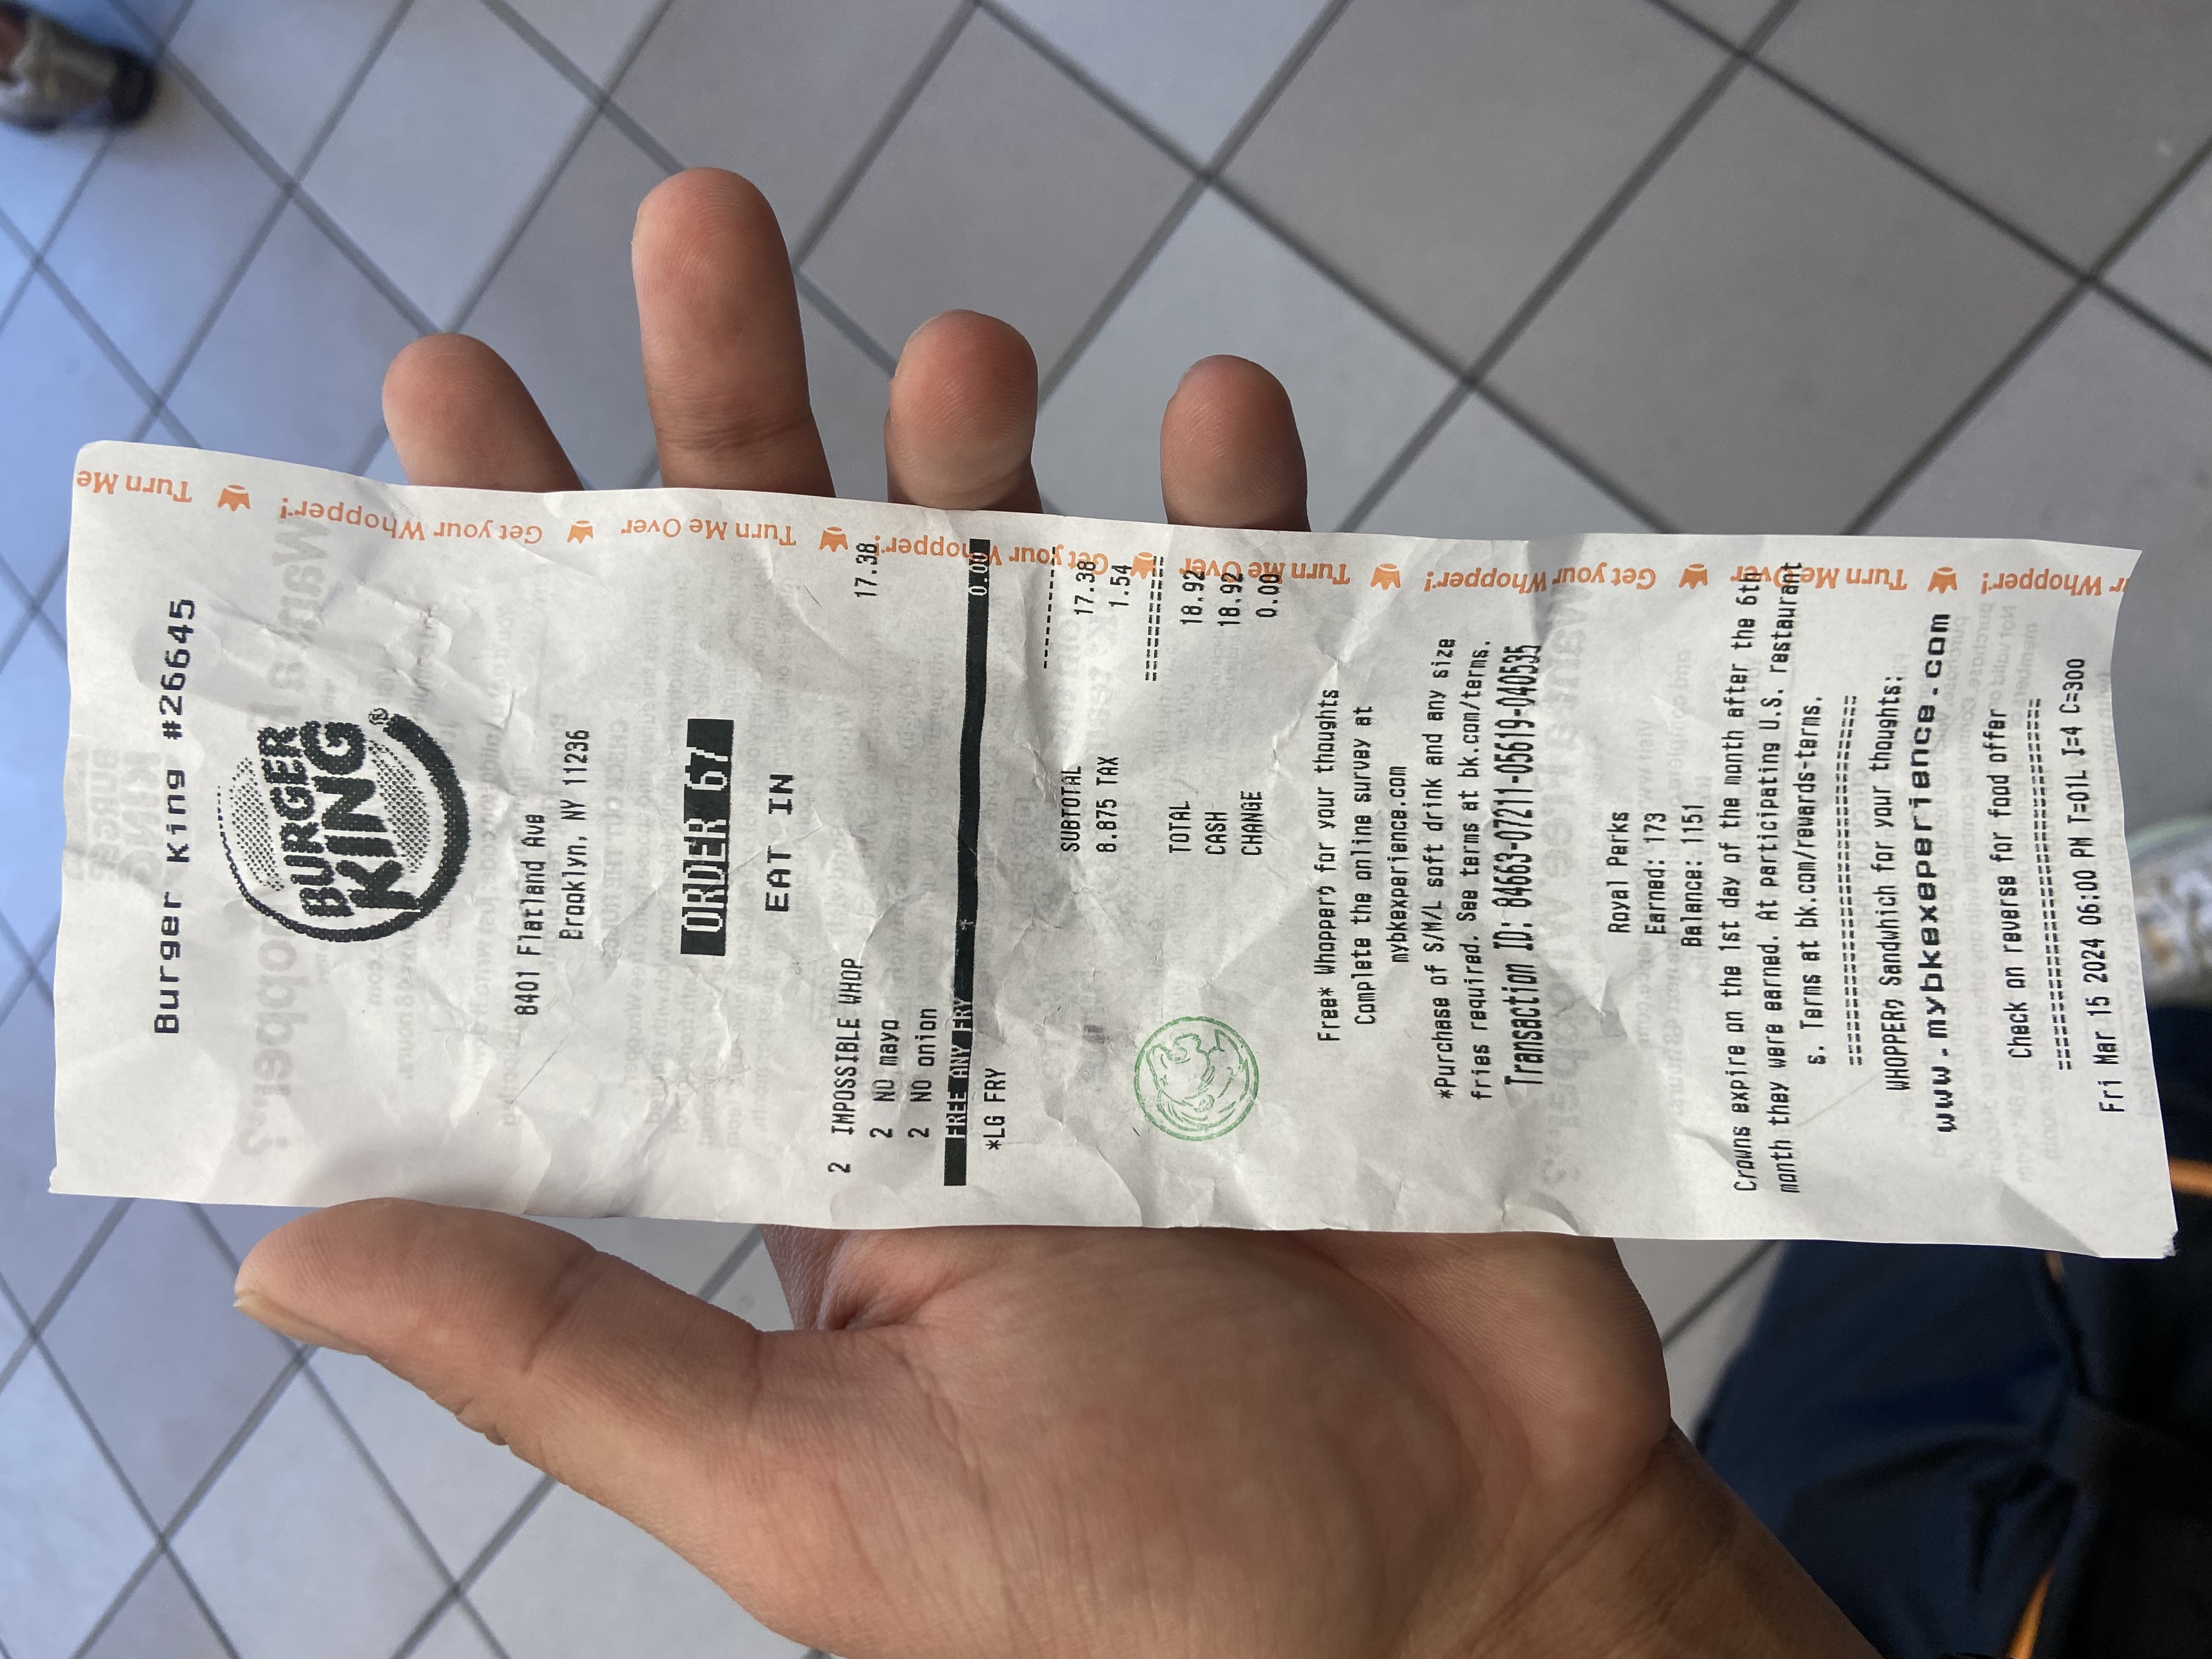 Burger King #26645
BURGER
KING®
8401 Flatland Ave
Brooklyn, NY 11236
ORDER 67
EAT IN
2 IMPOSSIBLE WHOP 17.38
2 NO mayo
2 NO onion
FREE ANY FRY * 0.00
*LG FRY
SUBTOTAL 17.38
8.875 TAX 1.54
TOTAL 18.92
CASH 18.92
CHANGE 0.00
Free* Whopper for your thoughts
Complete the online survey at
mybkexperience.com
*Purchase of S/M/L soft drink and any size
fries required. See terms at bk.com/terms.
Transaction ID: 84663-07211-05619-040535
Royal Perks
Earned: 173
Balance: 1151
Crowns expire on the 1st day of the month after the 6th
month they were earned. At participating U.S. restaurant
s. Terms at bk.com/rewards-terms.
==============================
WHOPPER Sandwhich for your thoughts:
www.mybkexeperience.com
Check on reverse for food offer
==============================
Fri Mar 15 2024 06:00 PM T=01L I=4 C=300
r Whopper! Turn Me Over Get your Whopper! Turn Me Over Get your Whopper! Turn Me Over Get your Whopper! Turn Me